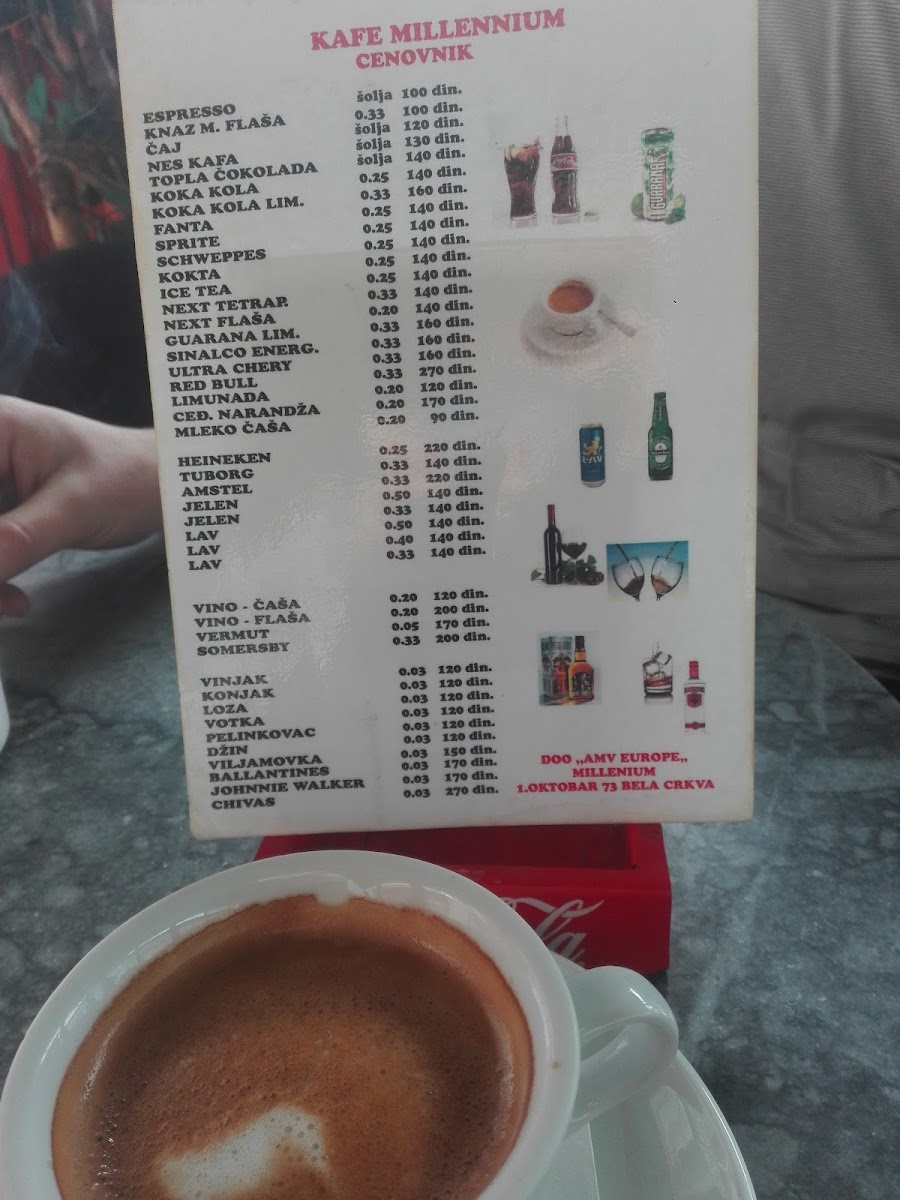 KAFE MILLENNIUM
CENOVNIK
ESPRESSO šolja 100 din.
KNAZ M. FLAŠA 0.33 100 din.
ČAJ šolja 120 din.
NES KAFA šolja 130 din.
TOPLA ČOKOLADA šolja 140 din.
KOKA KOLA 0.25 140 din.
KOKA KOLA LIM. 0.33 160 din.
FANTA 0.25 140 din.
SPRITE 0.25 140 din.
SCHWEPPES 0.25 140 din.
KOKTA 0.25 140 din.
ICE TEA 0.25 140 din.
NEXT TETRAP. 0.33 140 din.
NEXT FLAŠA 0.20 140 din.
GUARANA LIM. 0.33 160 din.
SINALCO ENERG. 0.33 160 din.
ULTRA CHERY 0.33 160 din.
RED BULL 0.33 270 din.
LIMUNADA 0.20 120 din.
CEĐ. NARANDŽA 0.20 170 din.
MLEKO ČAŠA 0.20 90 din.
HEINEKEN 0.25 220 din.
TUBORG 0.33 140 din.
AMSTEL 0.33 220 din.
JELEN 0.50 140 din.
JELEN 0.33 140 din.
LAV 0.50 140 din.
LAV 0.40 140 din.
LAV 0.33 140 din.
VINO - ČAŠA 0.20 120 din.
VINO - FLAŠA 0.20 200 din.
VERMUT 0.05 170 din.
SOMERSBY 0.33 200 din.
VINJAK 0.03 120 din.
KONJAK 0.03 120 din.
LOZA 0.03 120 din.
VOTKA 0.03 120 din.
PELINKOVAC 0.03 120 din.
DŽIN 0.03 120 din.
VILJAMOVKA 0.03 150 din.
BALLANTINES 0.03 170 din.
JOHNNIE WALKER 0.03 170 din.
CHIVAS 0.03 270 din.
GUARANA
LAV
DOO „AMV EUROPE„
MILLENIUM
1.OKTOBAR 73 BELA CRKVA